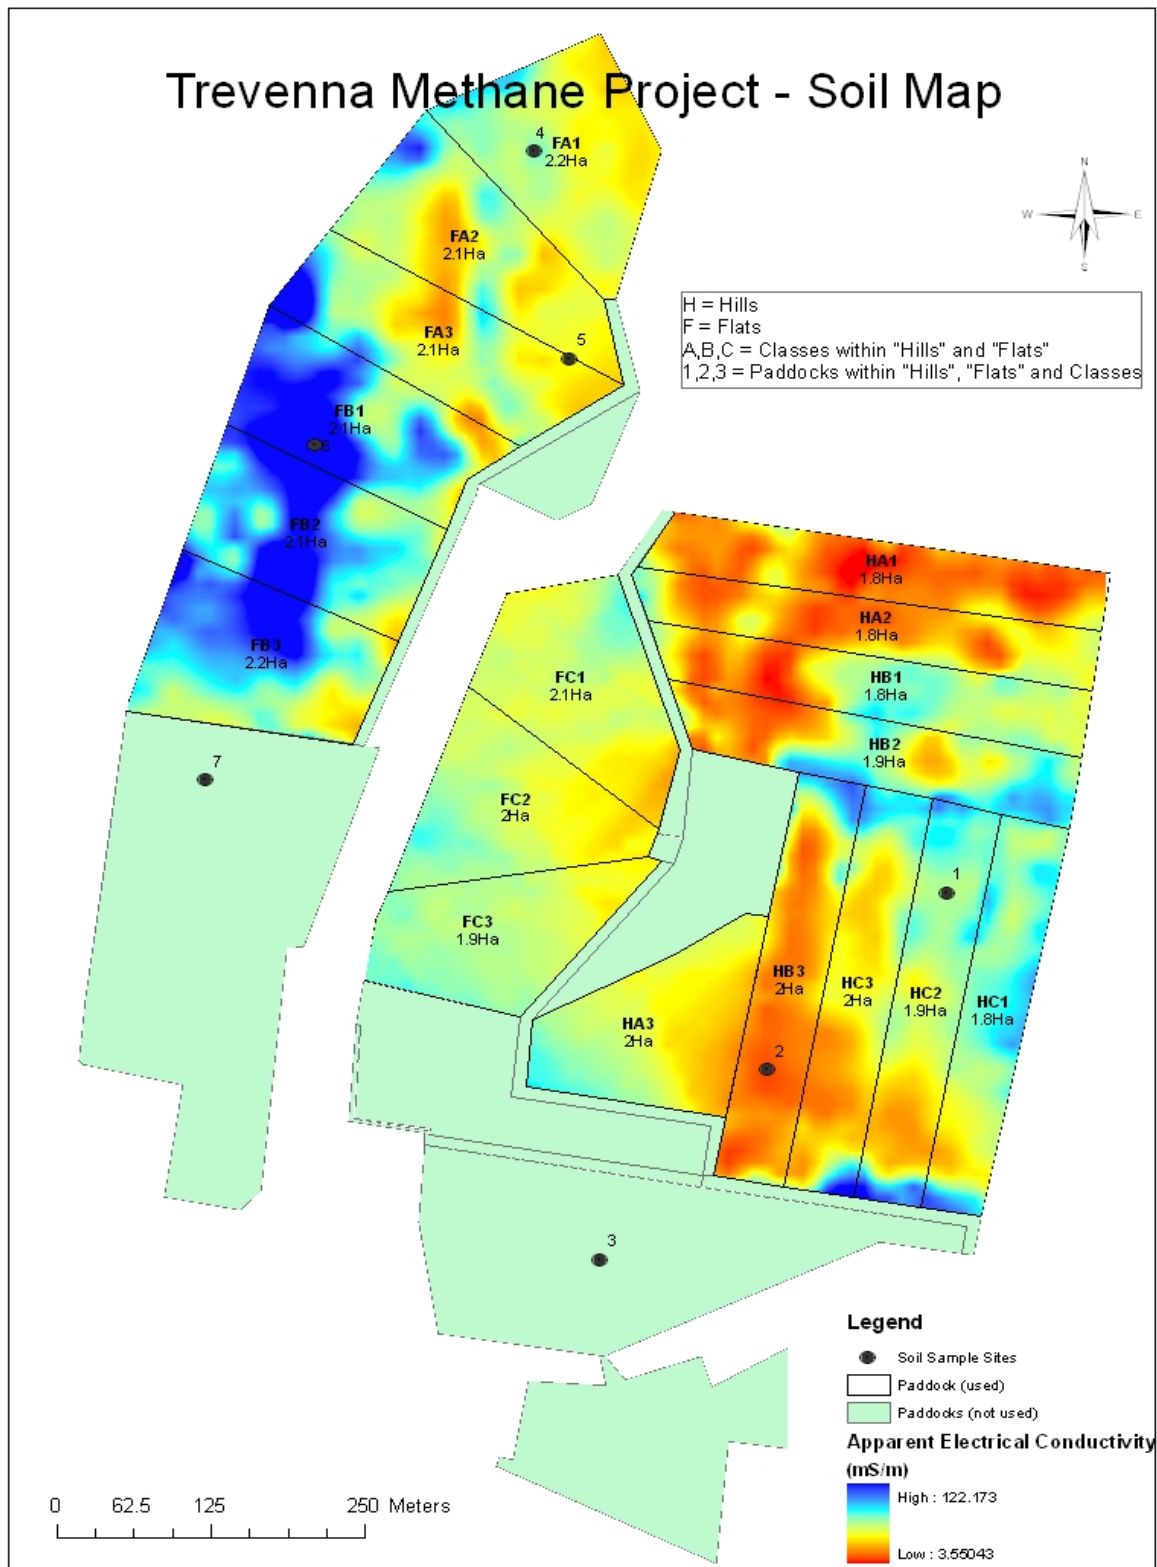 Trevenna Methane Project - Soil Map
4
FA1
2.2Ha
N
W
E
S
FA2
2.1Ha
H = Hills
F = Flats
A,B,C = Classes within "Hills" and "Flats"
1,2,3 = Paddocks within "Hills", "Flats" and Classes
FA3
2.1Ha
5
FB1
2.1Ha
6
FB2
2.1Ha
HA1
1.8Ha
HA2
1.8Ha
FB3
2.2Ha
FC1
2.1Ha
HB1
1.8Ha
HB2
1.9Ha
7
FC2
2Ha
1
FC3
1.9Ha
HB3
2Ha
HC3
2Ha
HC2
1.9Ha
HC1
1.8Ha
HA3
2Ha
2
3
Legend
Soil Sample Sites
Paddock (used)
Paddocks (not used)
Apparent Electrical Conductivity
(mS/m)
High : 122.173
Low : 3.55043
0 62.5 125 250 Meters